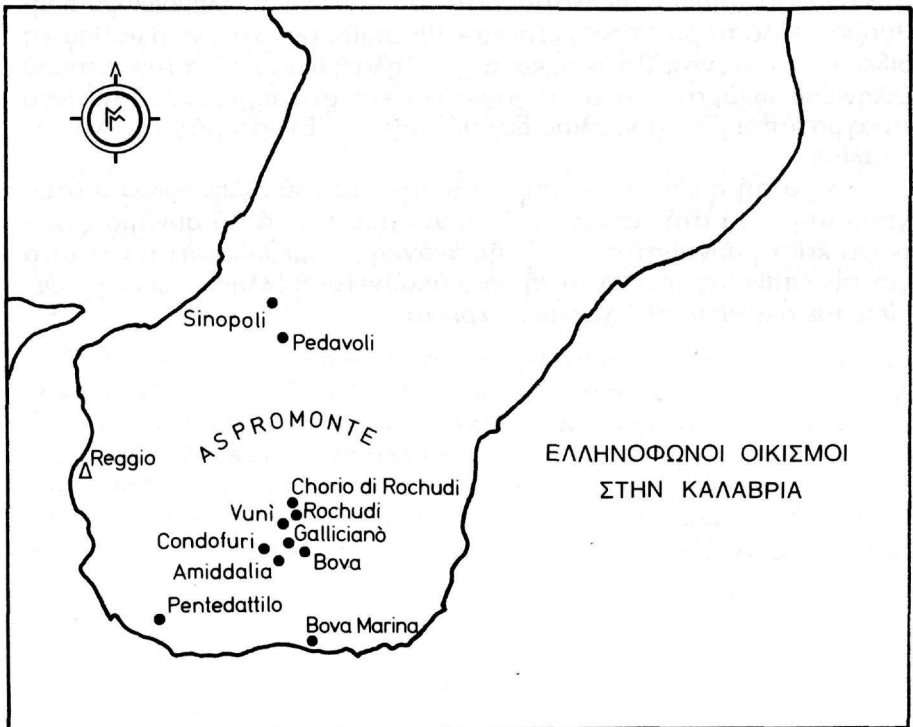 Sinopoli
Pedavoli
ASPROMONTE
Reggio
ΕΛΛΗΝΟΦΩΝΟΙ ΟΙΚΙΣΜΟΙ
ΣΤΗΝ ΚΑΛΑΒΡΙΑ
Chorio di Rochudi
Vunì
Rochudi
Gallicianò
Condofuri
Bova
Amiddalia
Pentedattilo
Bova Marina